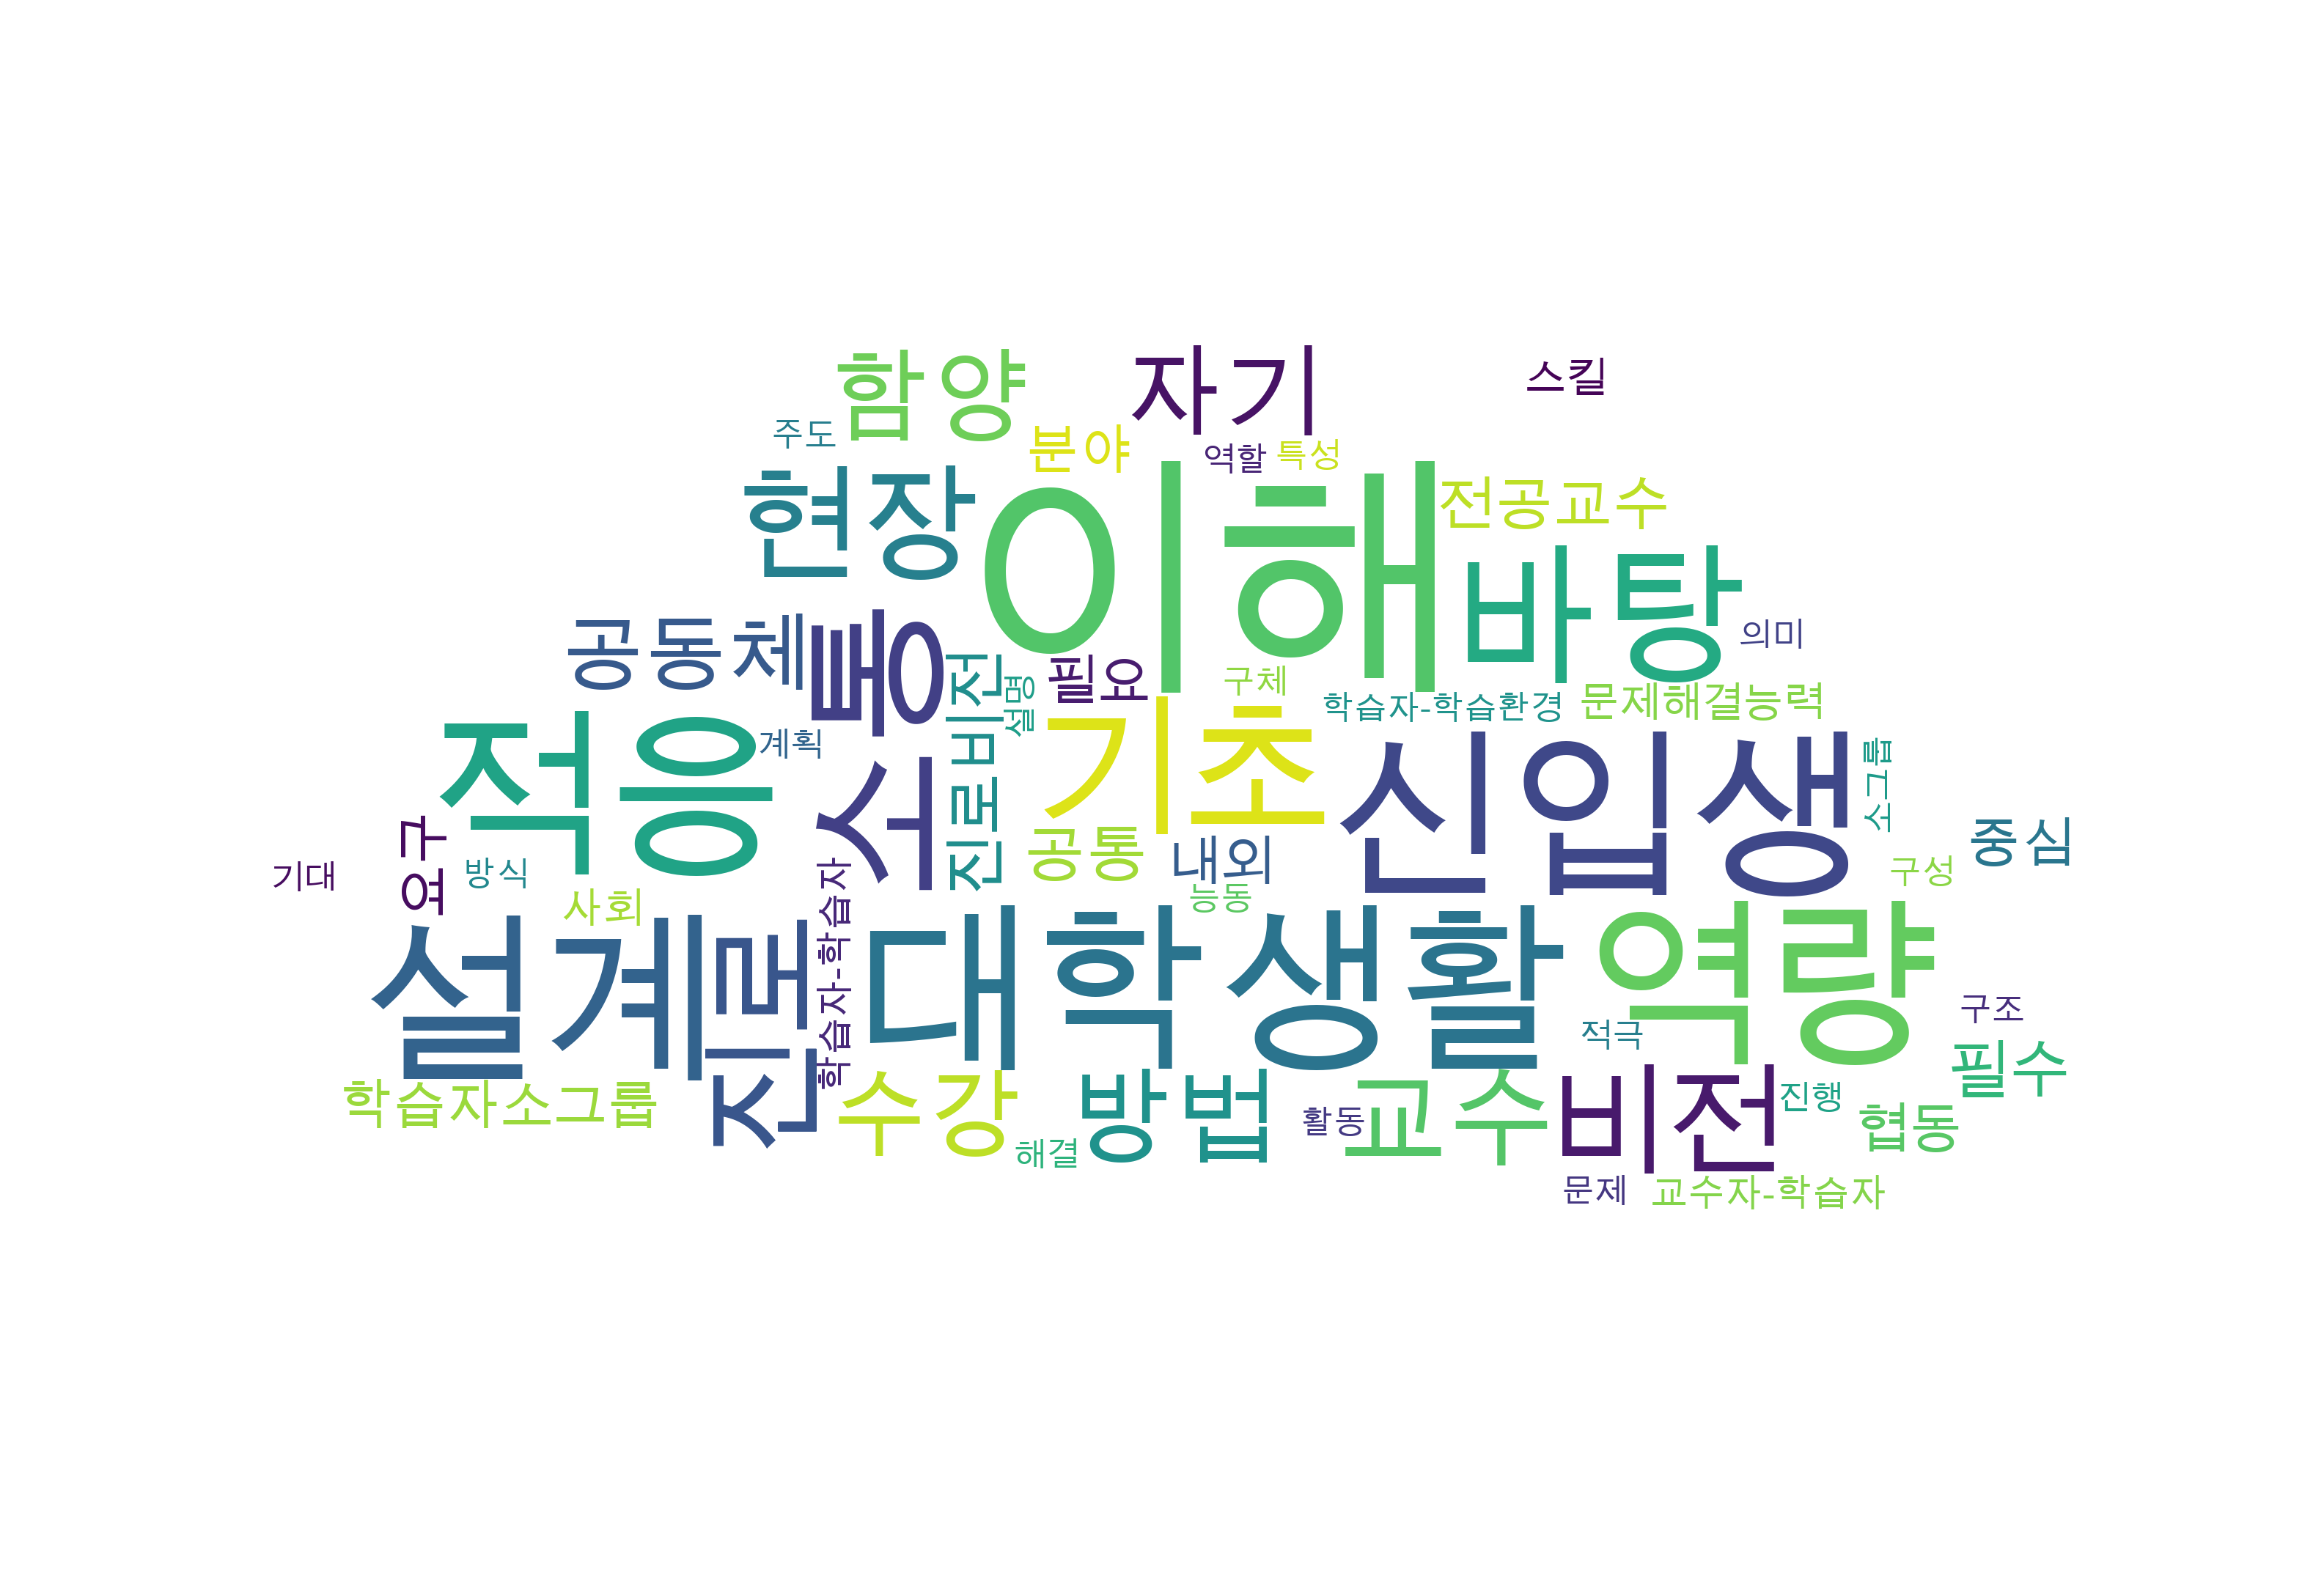 함양
자기
스킬
주도
분야
역할
특성
현장
이해
전공교수
바탕
의미
공동체
소통
진로비전
설명
필요
구체
학습자-학습환경
문제해결능력
적응
계획
기초
신입생
소그룹
요구
기대
방식
사회
공동
내외
능동
구성
중심
설계
진로
학습자-학습자
대학생활
역량
적극
구조
필수
학습자소그룹
수강
해결
방법
활동
교수
비전
진행
협동
문제
교수자-학습자